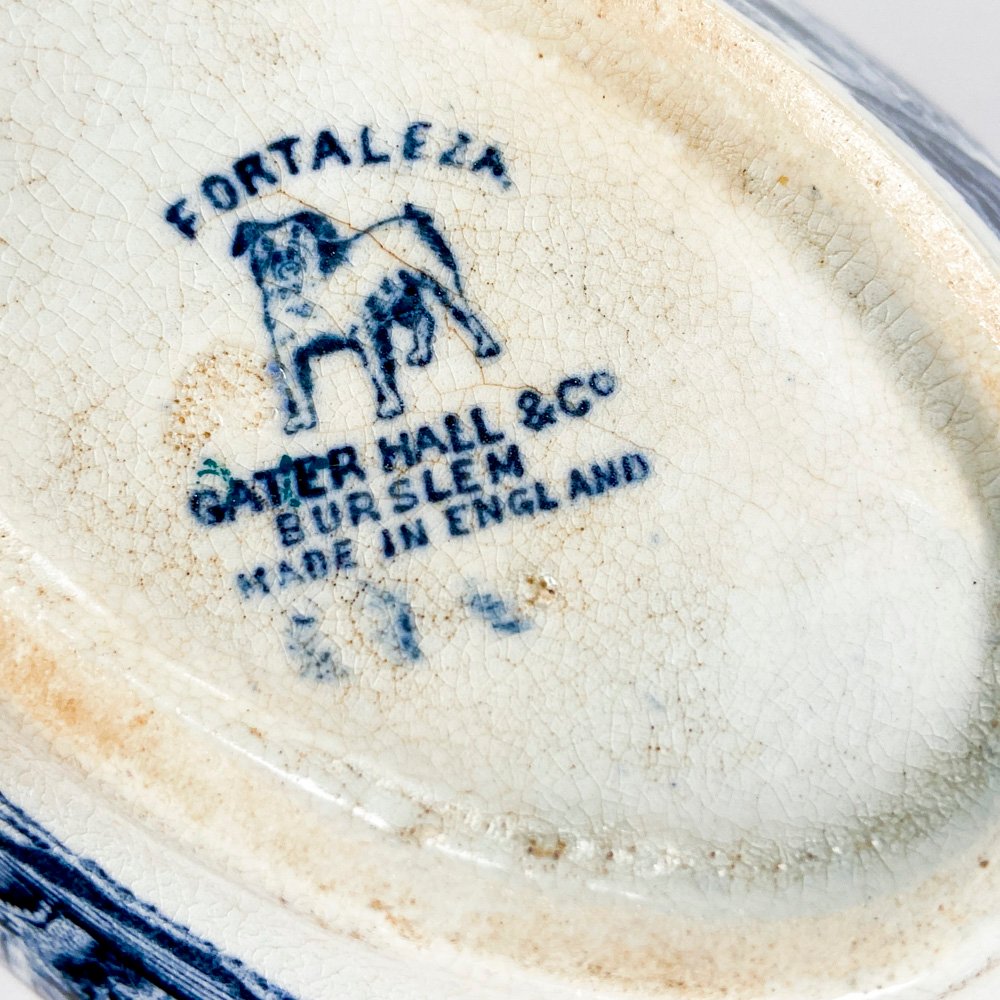 FORTALEZA
GATER HALL & Co
BURSLEM
MADE IN ENGLAND